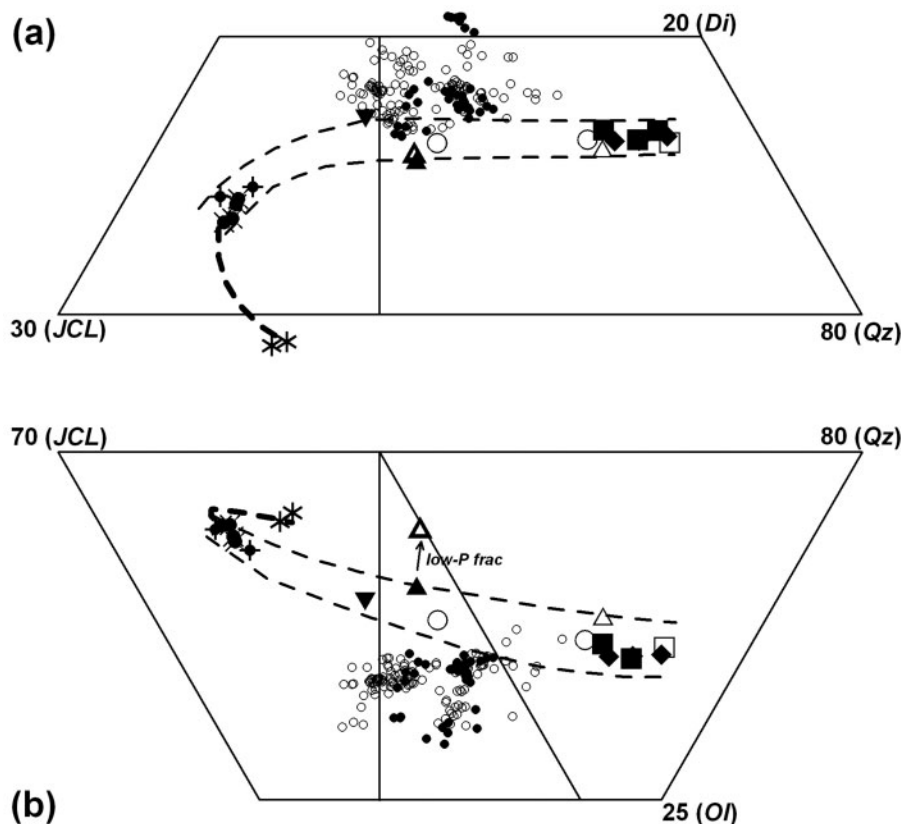 (a)
20 (Di)
30 (JCL)
80 (Qz)
70 (JCL)
80 (Qz)
low-P frac
(b)
25 (Ol)